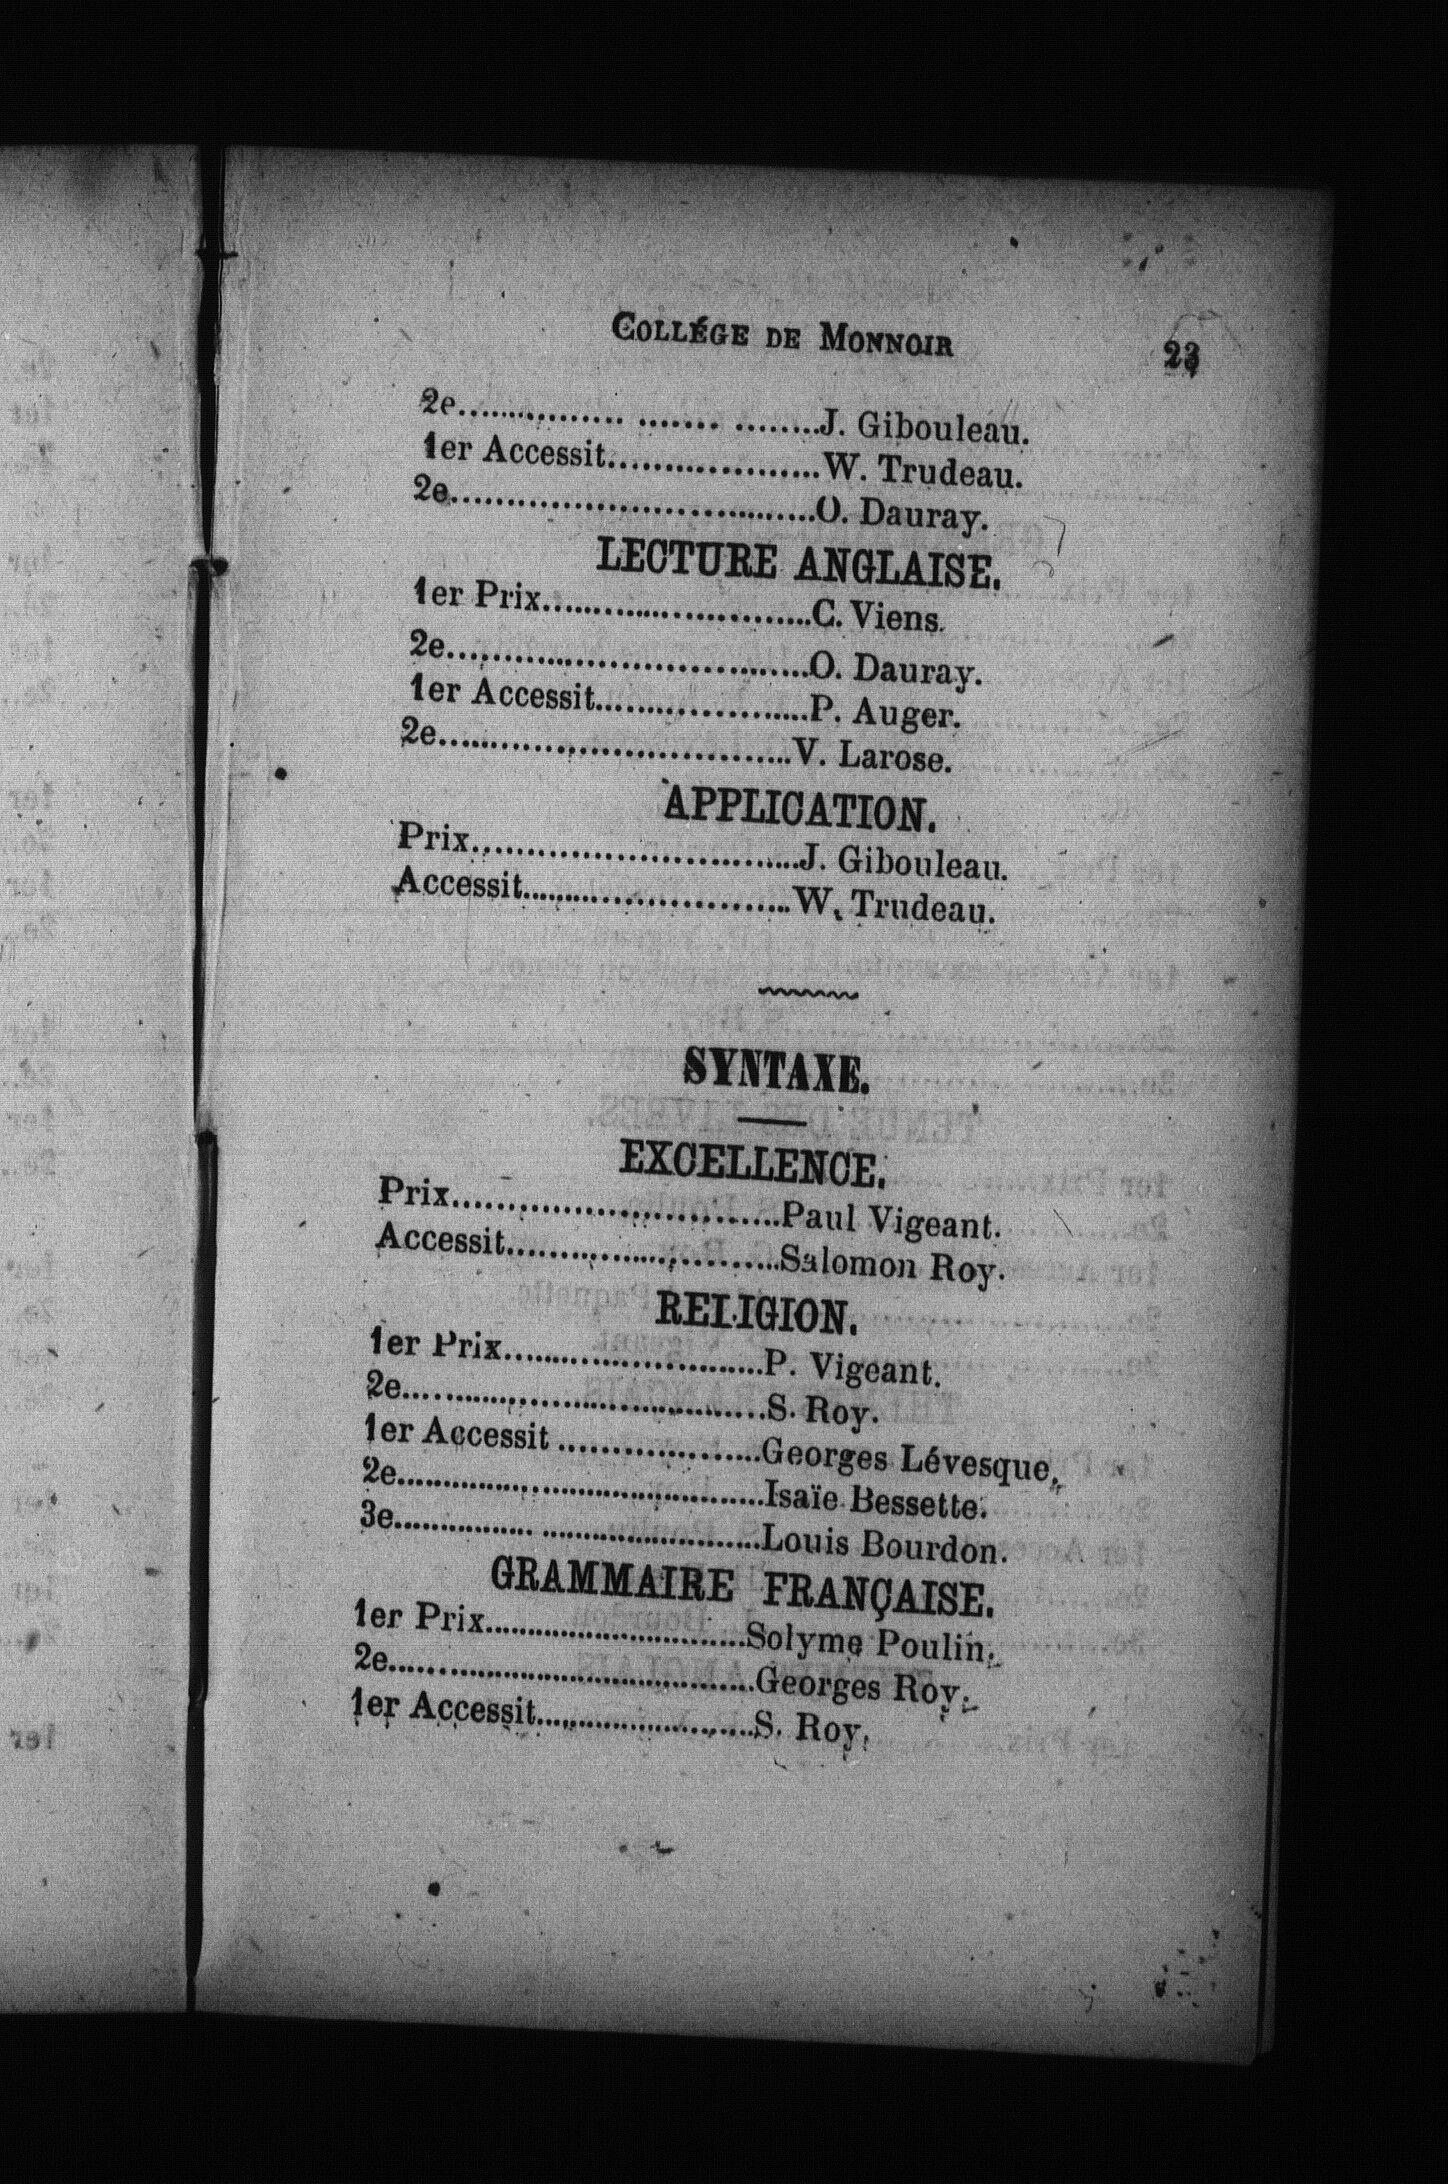 COLLÉGE DE MONNOIR 23
2e........................J. Gibouleau.
1er Accessit...................W. Trudeau.
2e................................O. Dauray.
LECTURE ANGLAISE.
1er Prix........................C. Viens.
2e................................O. Dauray.
1er Accessit...................P. Auger.
2e................................V. Larose.
APPLICATION.
Prix.............................J. Gibouleau.
Accessit........................W. Trudeau.
SYNTAXE.
EXCELLENCE.
Prix.............................Paul Vigeant.
Accessit........................Salomon Roy.
RELIGION.
1er Prix........................P. Vigeant.
2e................................S. Roy.
1er Accessit ..................Georges Lévesque,
2e................................Isaïe Bessette.
3e............... .......................Louis Bourdon.
GRAMMAIRE FRANÇAISE.
1er Prix............................Solyme Poulin.
2e.......................................Georges Roy.
1er Accessit.......................S. Roy.